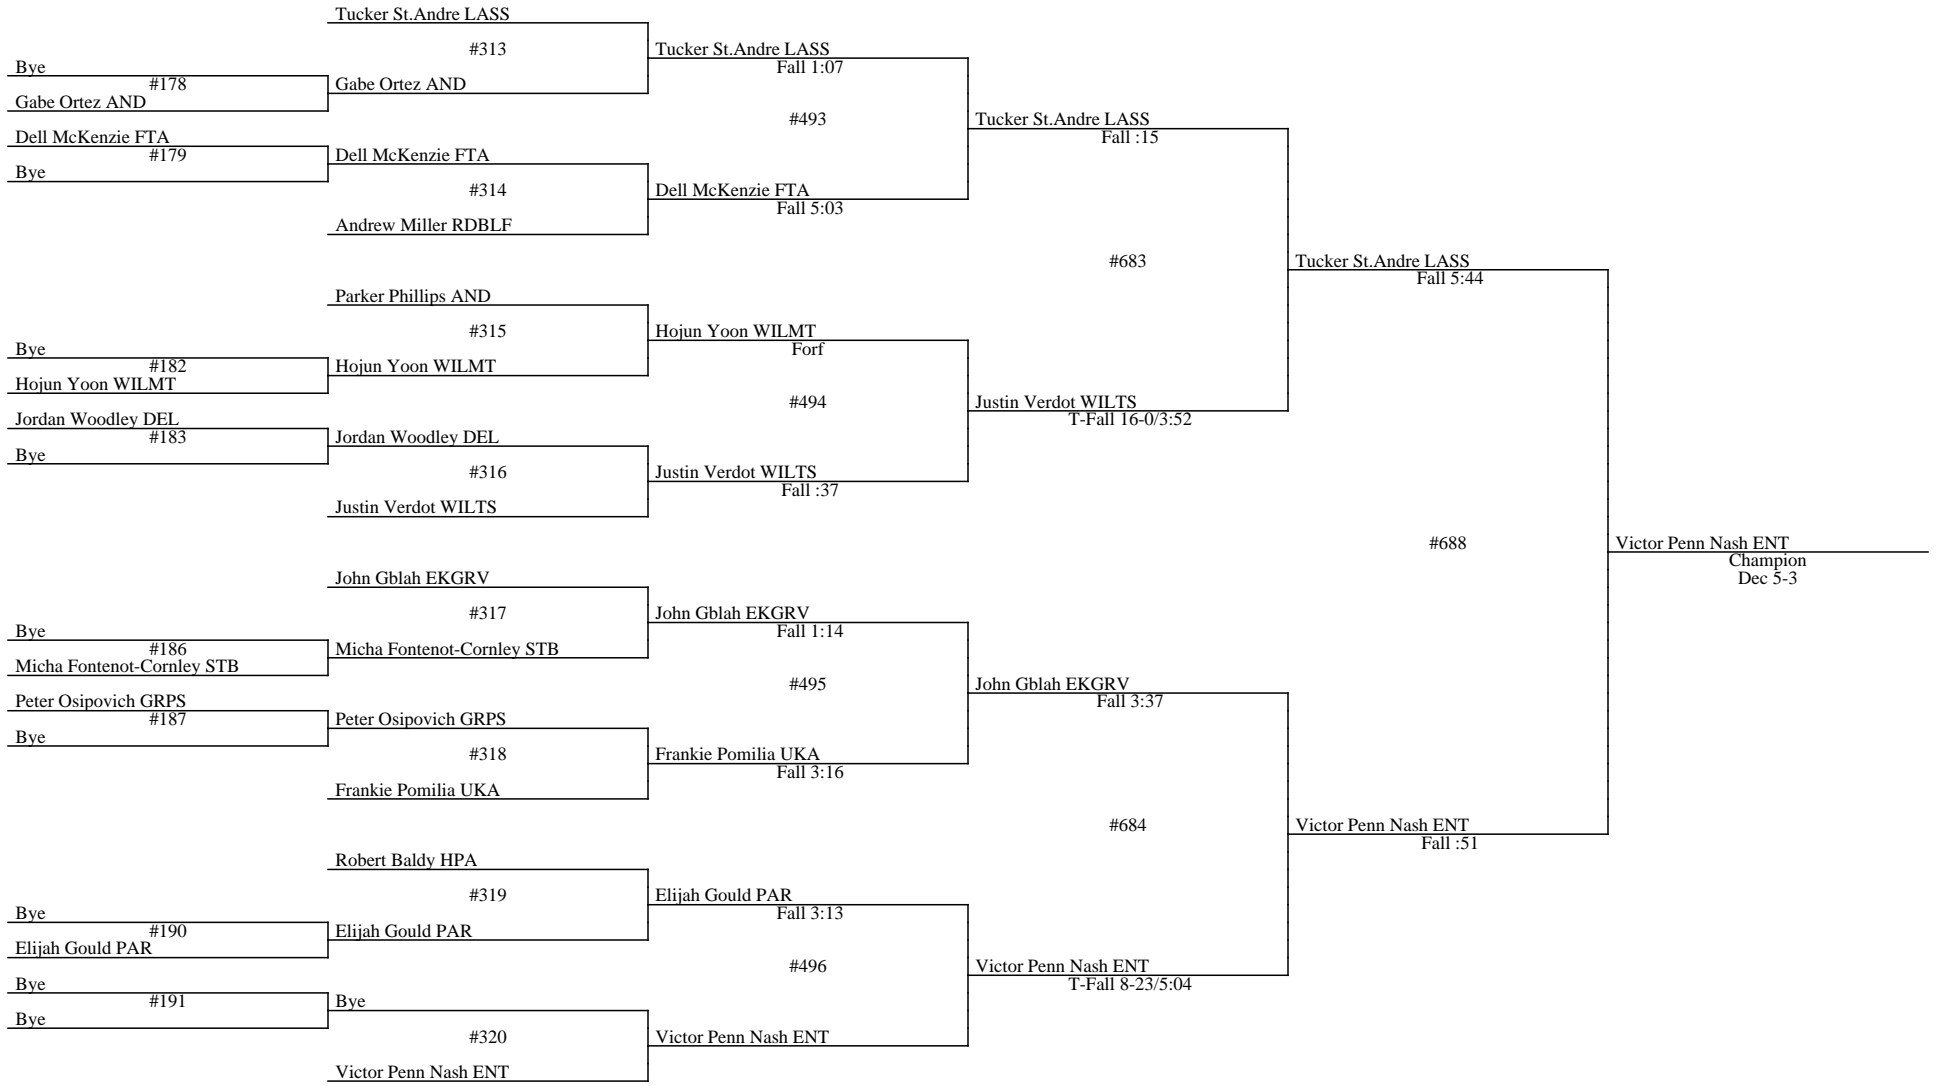 Tucker St.Andre LASS
#313
Tucker St.Andre LASS
Fall 1:07
Bye
#178
Gabe Ortez AND
Gabe Ortez AND
#493
Tucker St.Andre LASS
Fall :15
Dell McKenzie FTA
#179
Bye
Dell McKenzie FTA
#314
Dell McKenzie FTA
Fall 5:03
Andrew Miller RDBLF
#683
Tucker St.Andre LASS
Fall 5:44
Parker Phillips AND
#315
Hojun Yoon WILMT
Forf
Bye
#182
Hojun Yoon WILMT
Hojun Yoon WILMT
#494
Justin Verdot WILTS
T-Fall 16-0/3:52
Jordan Woodley DEL
#183
Bye
Jordan Woodley DEL
#316
Justin Verdot WILTS
Fall :37
Justin Verdot WILTS
#688
Victor Penn Nash ENT
Champion
Dec 5-3
John Gblah EKGRV
#317
John Gblah EKGRV
Fall 1:14
Bye
#186
Micha Fontenot-Cornley STB
Micha Fontenot-Cornley STB
#495
John Gblah EKGRV
Fall 3:37
Peter Osipovich GRPS
#187
Bye
Peter Osipovich GRPS
#318
Frankie Pomilia UKA
Fall 3:16
Frankie Pomilia UKA
#684
Victor Penn Nash ENT
Fall :51
Robert Baldy HPA
#319
Elijah Gould PAR
Fall 3:13
Bye
#190
Elijah Gould PAR
Elijah Gould PAR
#496
Victor Penn Nash ENT
T-Fall 8-23/5:04
Bye
#191
Bye
Bye
#320
Victor Penn Nash ENT
Victor Penn Nash ENT